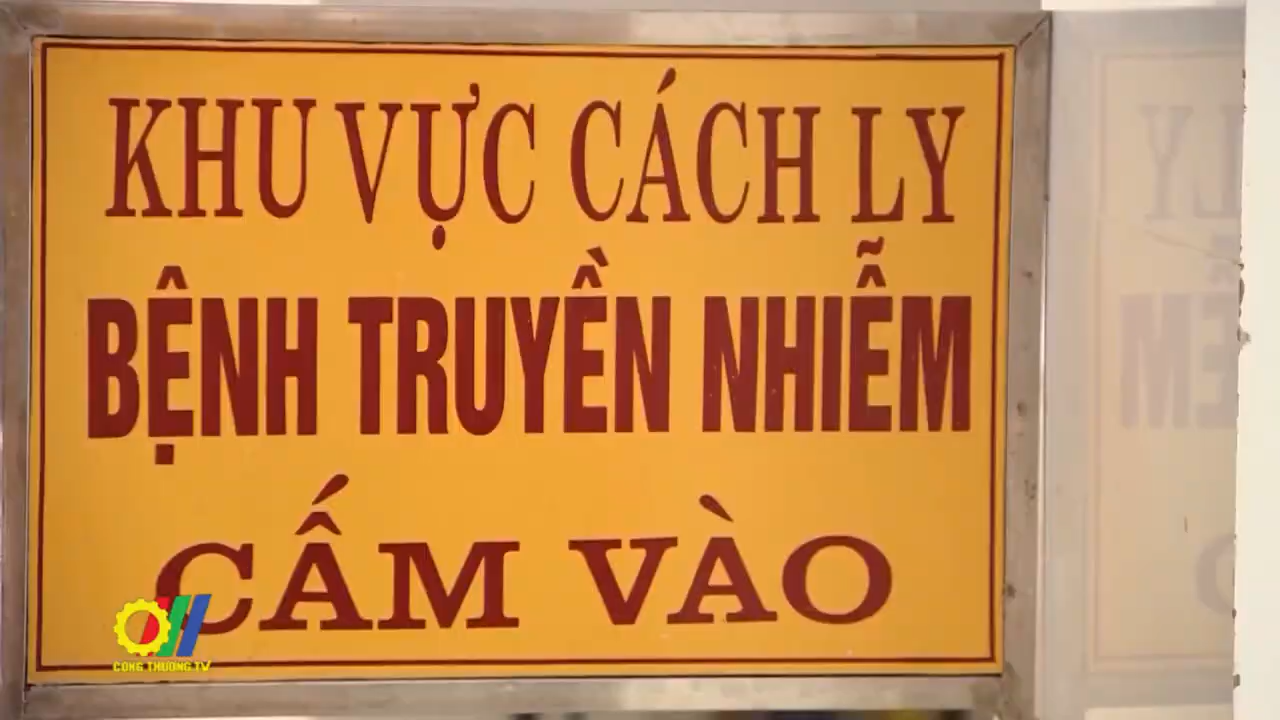 KHU VỰC CÁCH LY
BỆNH TRUYỀN NHIỄM
CẤM VÀO
CÔNG THƯƠNG TV